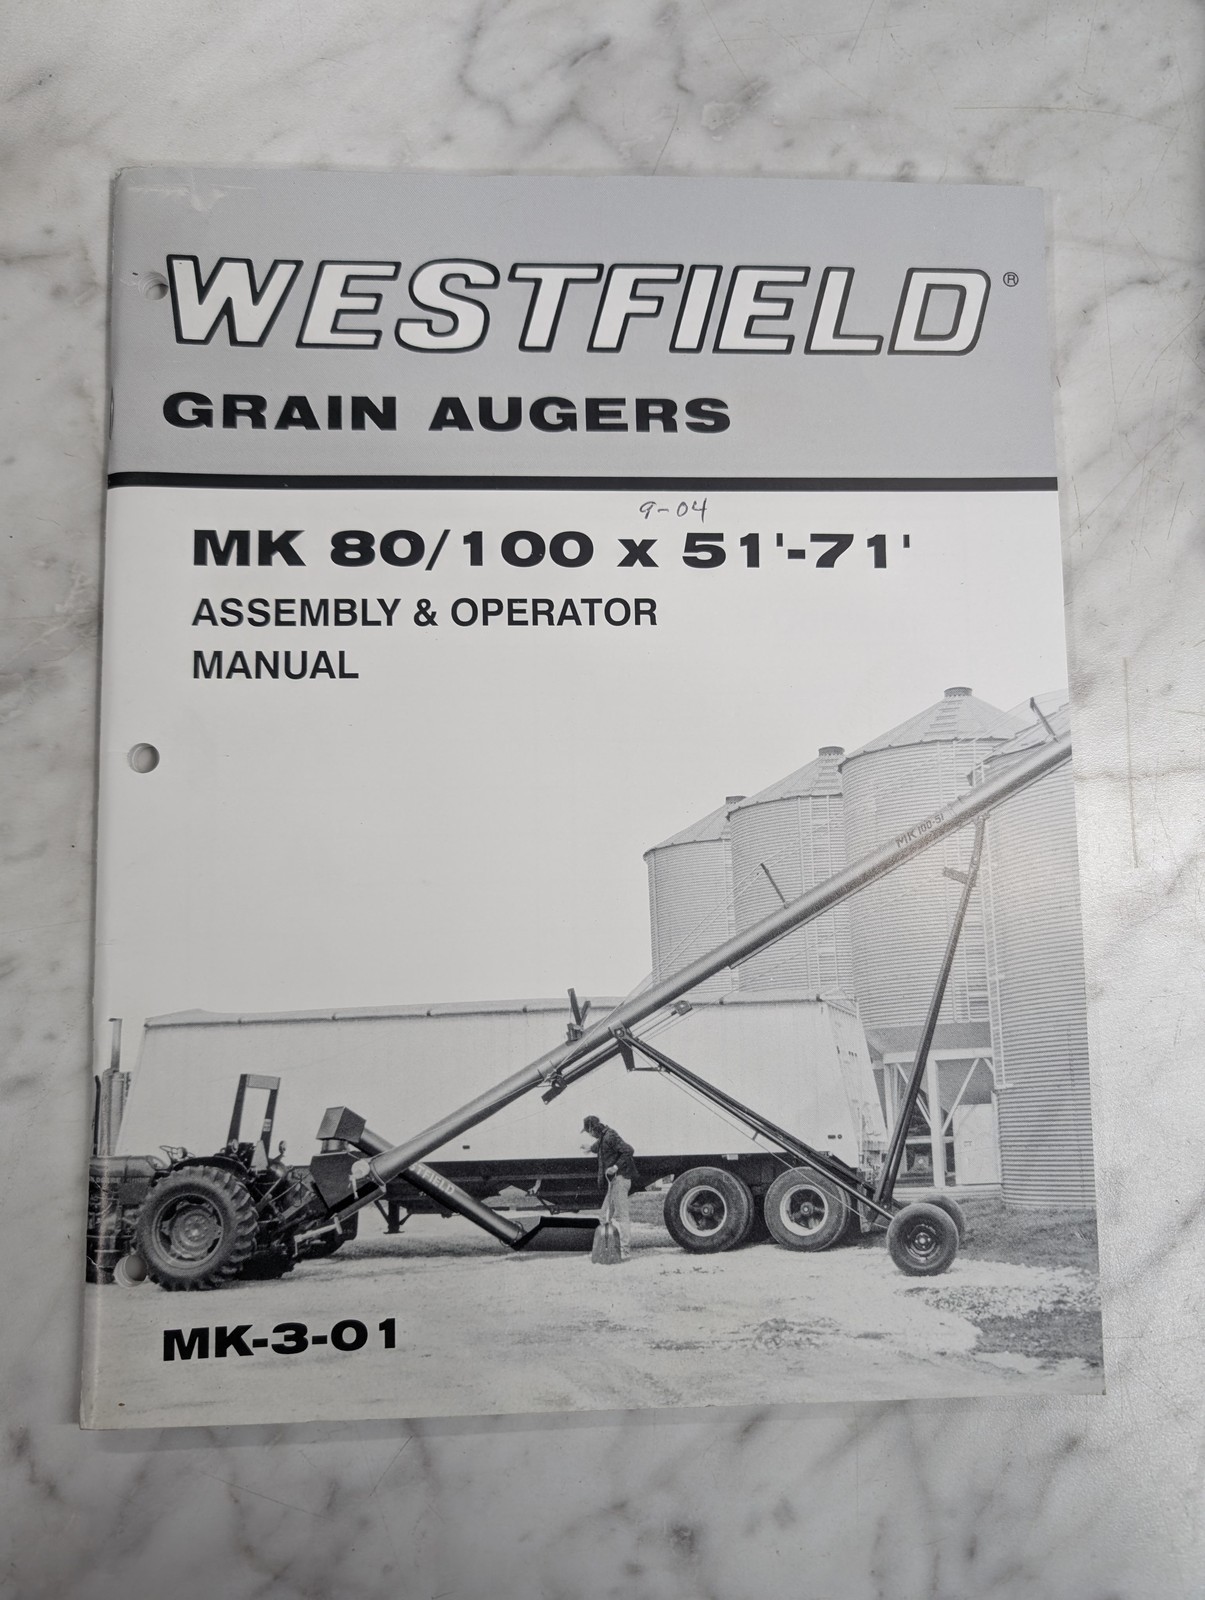 WESTFIELD®
GRAIN AUGERS
9-04
MK 80/100 x 51'-71'
ASSEMBLY & OPERATOR
MANUAL
MK 100-51
STFIELD
MK-3-01